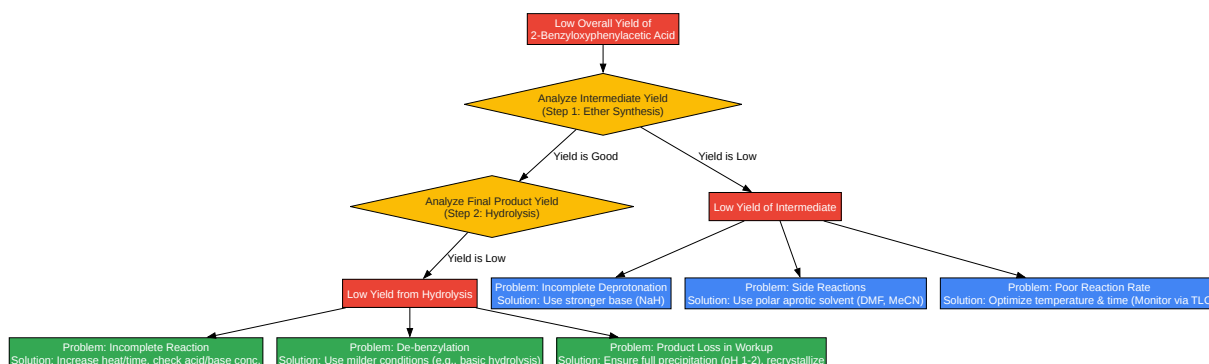 Low Overall Yield of
2-Benzyloxyphenylacetic Acid
Analyze Intermediate Yield
(Step 1: Ether Synthesis)
Yield is Good
Yield is Low
Analyze Final Product Yield
(Step 2: Hydrolysis)
Low Yield of Intermediate
Yield is Low
Low Yield from Hydrolysis
Problem: Incomplete Deprotonation
Solution: Use stronger base (NaH)
Problem: Side Reactions
Solution: Use polar aprotic solvent (DMF, MeCN)
Problem: Poor Reaction Rate
Solution: Optimize temperature & time (Monitor via TLC
Problem: Incomplete Reaction
Solution: Increase heat/time, check acid/base conc.
Problem: De-benzylation
Solution: Use milder conditions (e.g., basic hydrolysis)
Problem: Product Loss in Workup
Solution: Ensure full precipitation (pH 1-2), recrystallize